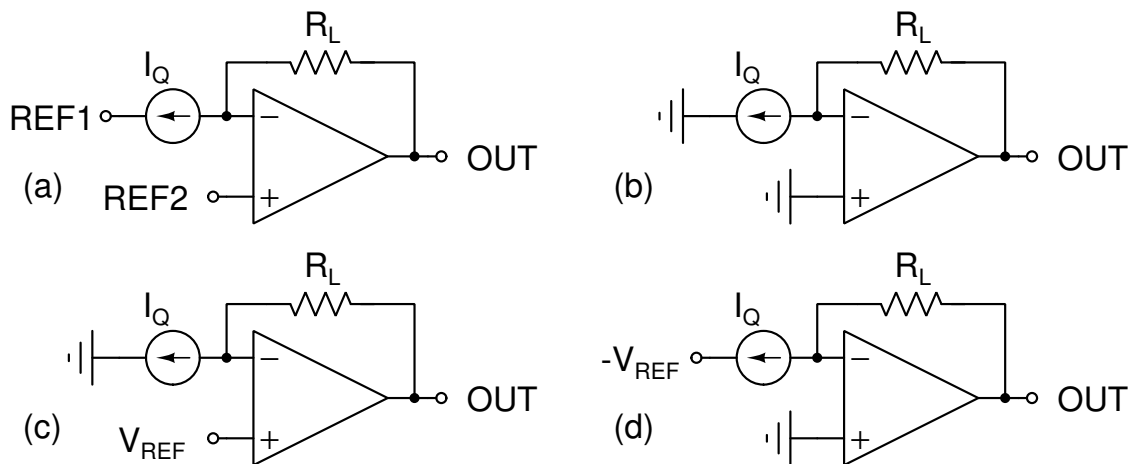 R_L
I_Q
REF1
−
OUT
(a)
REF2
+
R_L
I_Q
−
OUT
(b)
+
R_L
I_Q
−
OUT
(c)
V_REF
+
R_L
I_Q
-V_REF
−
OUT
(d)
+